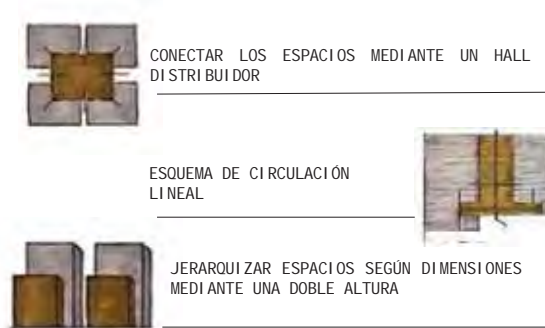 CONECTAR LOS ESPACIOS MEDIANTE UN HALL
DISTRIBUIDOR
ESQUEMA DE CIRCULACIÓN
LINEAL
JERARQUIZAR ESPACIOS SEGÚN DIMENSIONES
MEDIANTE UNA DOBLE ALTURA